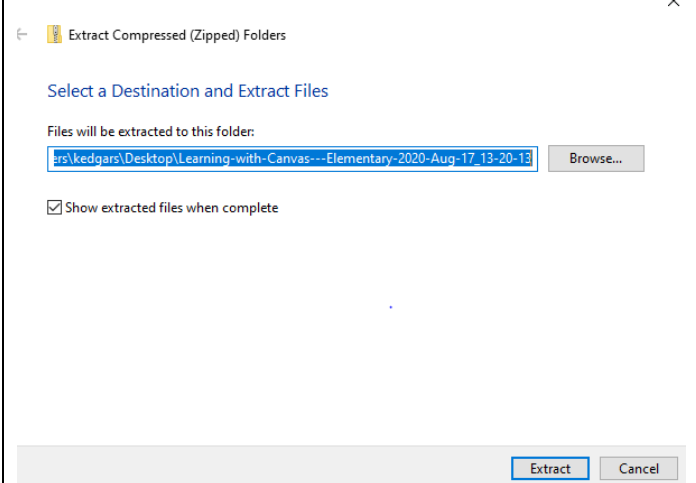 Extract Compressed (Zipped) Folders
Select a Destination and Extract Files
Files will be extracted to this folder:
ers\kedgars\Desktop\Learning-with-Canvas---Elementary-2020-Aug-17_13-20-13
Browse...
Show extracted files when complete
Extract
Cancel